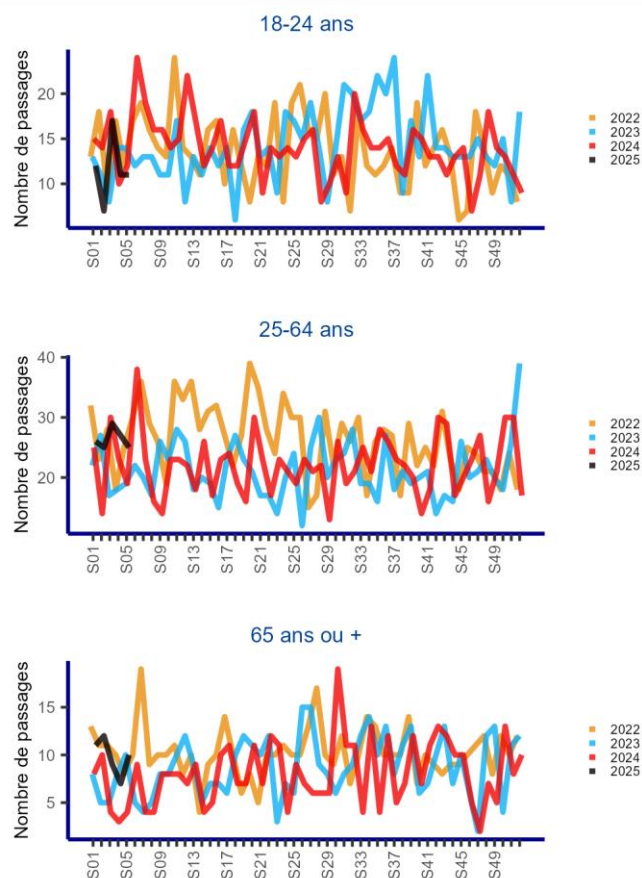 18-24 ans
Nombre de passages
20
15
10
S01
S05
S09
S13
S17
S21
S25
S29
S33
S37
S41
S45
S49
2022
2023
2024
2025
25-64 ans
Nombre de passages
40
30
20
S01
S05
S09
S13
S17
S21
S25
S29
S33
S37
S41
S45
S49
2022
2023
2024
2025
65 ans ou +
Nombre de passages
15
10
5
S01
S05
S09
S13
S17
S21
S25
S29
S33
S37
S41
S45
S49
2022
2023
2024
2025